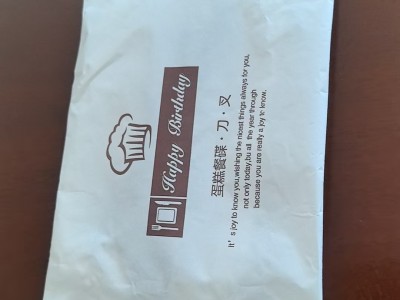 Happy Birthday
蛋糕餐碟·刀·叉
It's joy to know you,wishing the nicest things always for you,
not only today,bu all the year through
because you are really a joy to know.